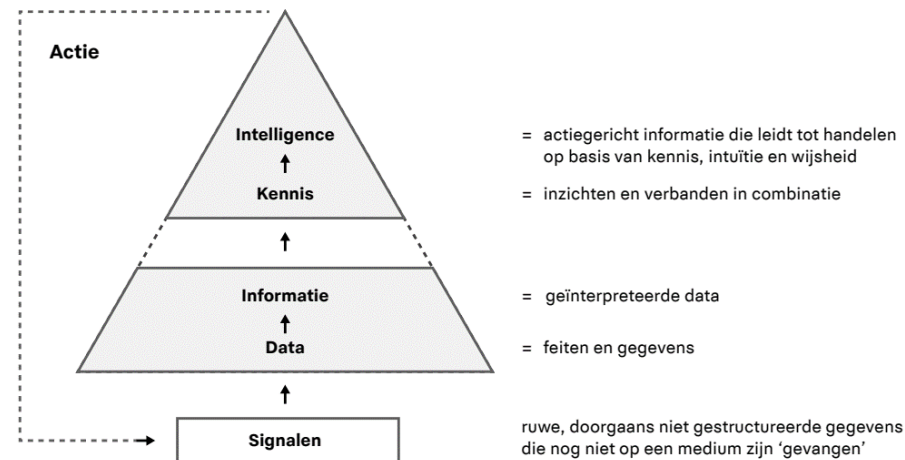 Actie
Intelligence
= actiegericht informatie die leidt tot handelen
op basis van kennis, intuïtie en wijsheid
Kennis
= inzichten en verbanden in combinatie
Informatie
= geïnterpreteerde data
Data
= feiten en gegevens
Signalen
ruwe, doorgaans niet gestructureerde gegevens
die nog niet op een medium zijn ‘gevangen’